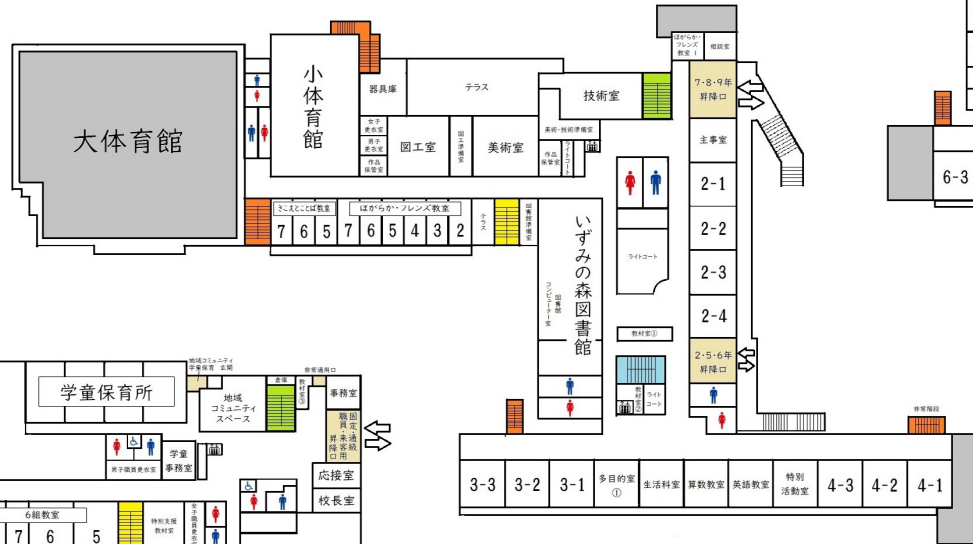 大体育館
小体育館
器具庫
テラス
女子
更衣室
男子
更衣室
作品
保管室
図工室
図工準備室
美術室
技術室
美術・技術準備室
作品
保管室
ライトコート
ほがらか・
フレンズ
教室 1
相談室
7・8・9年
昇降口
主事室
2-1
2-2
2-3
2-4
2・5・6年
昇降口
6-3
きこえとことば教室
7 6 5
ほがらか・フレンズ教室
7 6 5 4 3 2
テラス
図書館準備室
いずみの森図書館
図書館
コンピューター室
ライトコート
教材室①
教材室②
ライト
コート
非常階段
3-3
3-2
3-1
多目的室
①
生活科室
算数教室
英語教室
特別
活動室
4-3
4-2
4-1
学童保育所
地域コミュニティ
学童保育 玄関
地域
コミュニティ
スペース
倉庫
教材室③
非常通用口
事務室
固定・通級
職員・来客用
昇降口
応接室
校長室
男子職員更衣室
学童
事務室
6組教室
7 6 5
特別支援
教材室
女子職員更衣